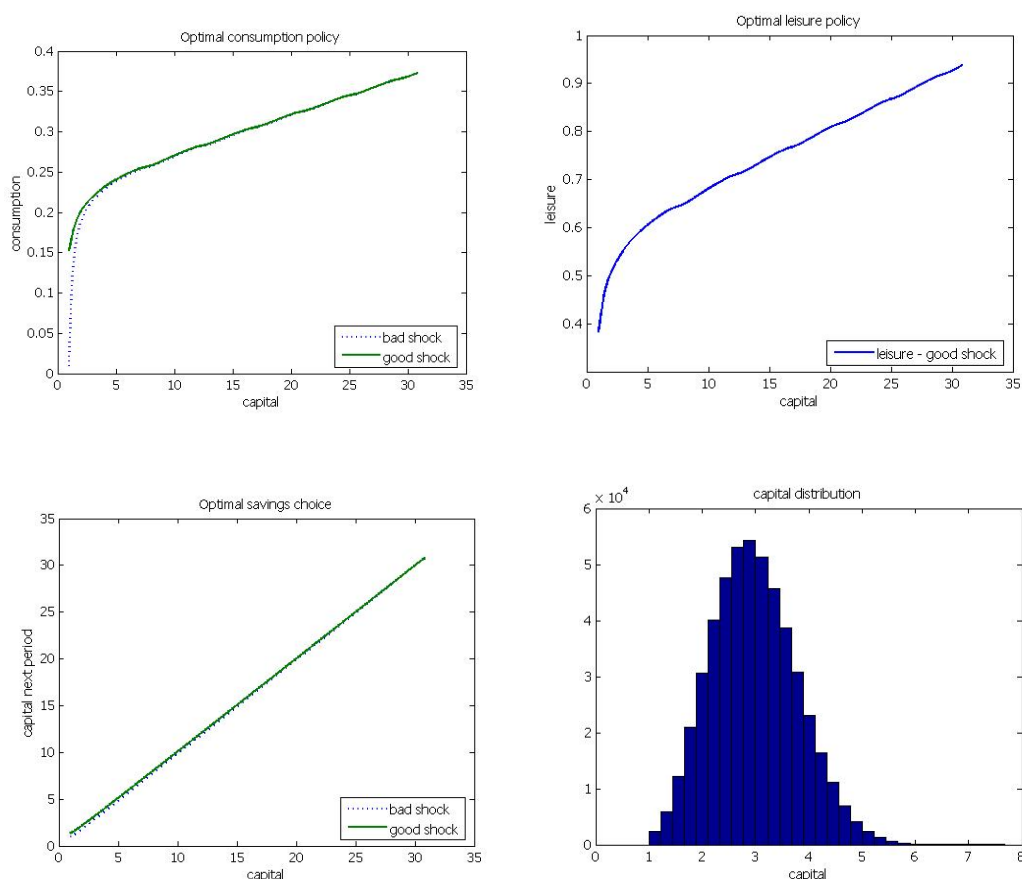 Optimal consumption policy
0.4
0.35
0.3
0.25
0.2
0.15
0.1
0.05
0
consumption
bad shock
good shock
0 5 10 15 20 25 30 35
capital
Optimal leisure policy
1
0.9
0.8
0.7
0.6
0.5
0.4
leisure
leisure - good shock
0 5 10 15 20 25 30 35
capital
Optimal savings choice
35
30
25
20
15
10
5
0
capital next period
bad shock
good shock
0 5 10 15 20 25 30 35
capital
capital distribution
× 10⁴
6
5
4
3
2
1
0
0 1 2 3 4 5 6 7 8
capital